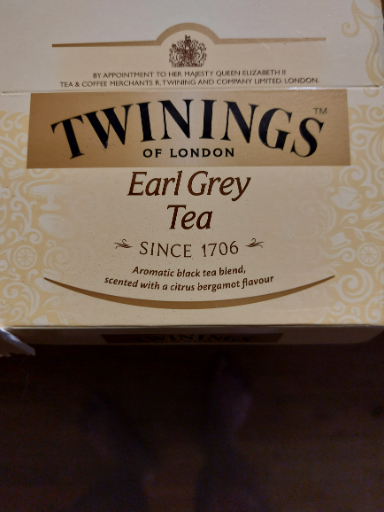 BY APPOINTMENT TO HER MAJESTY QUEEN ELIZABETH II
TEA & COFFEE MERCHANTS R. TWINING AND COMPANY LIMITED. LONDON.
TWININGS™
OF LONDON
Earl Grey
Tea
SINCE 1706
Aromatic black tea blend,
scented with a citrus bergamot flavour
TWININGS